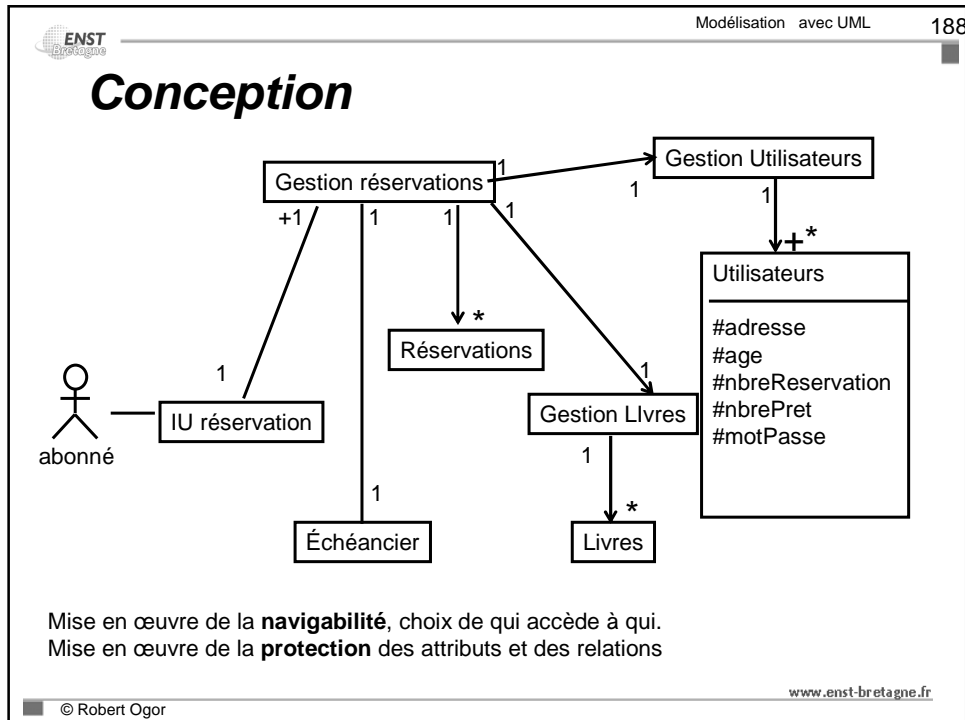 Modélisation avec UML
188
ENST
Bretagne
Conception
Gestion Utilisateurs
Gestion réservations
1
1
1
+1
1
1
1
+*
Utilisateurs
#adresse
#age
#nbreReservation
#nbrePret
#motPasse
*
Réservations
1
1
Gestion LIvres
IU réservation
abonné
1
1
*
Échéancier
Livres
Mise en œuvre de la navigabilité, choix de qui accède à qui.
Mise en œuvre de la protection des attributs et des relations
www.enst-bretagne.fr
© Robert Ogor